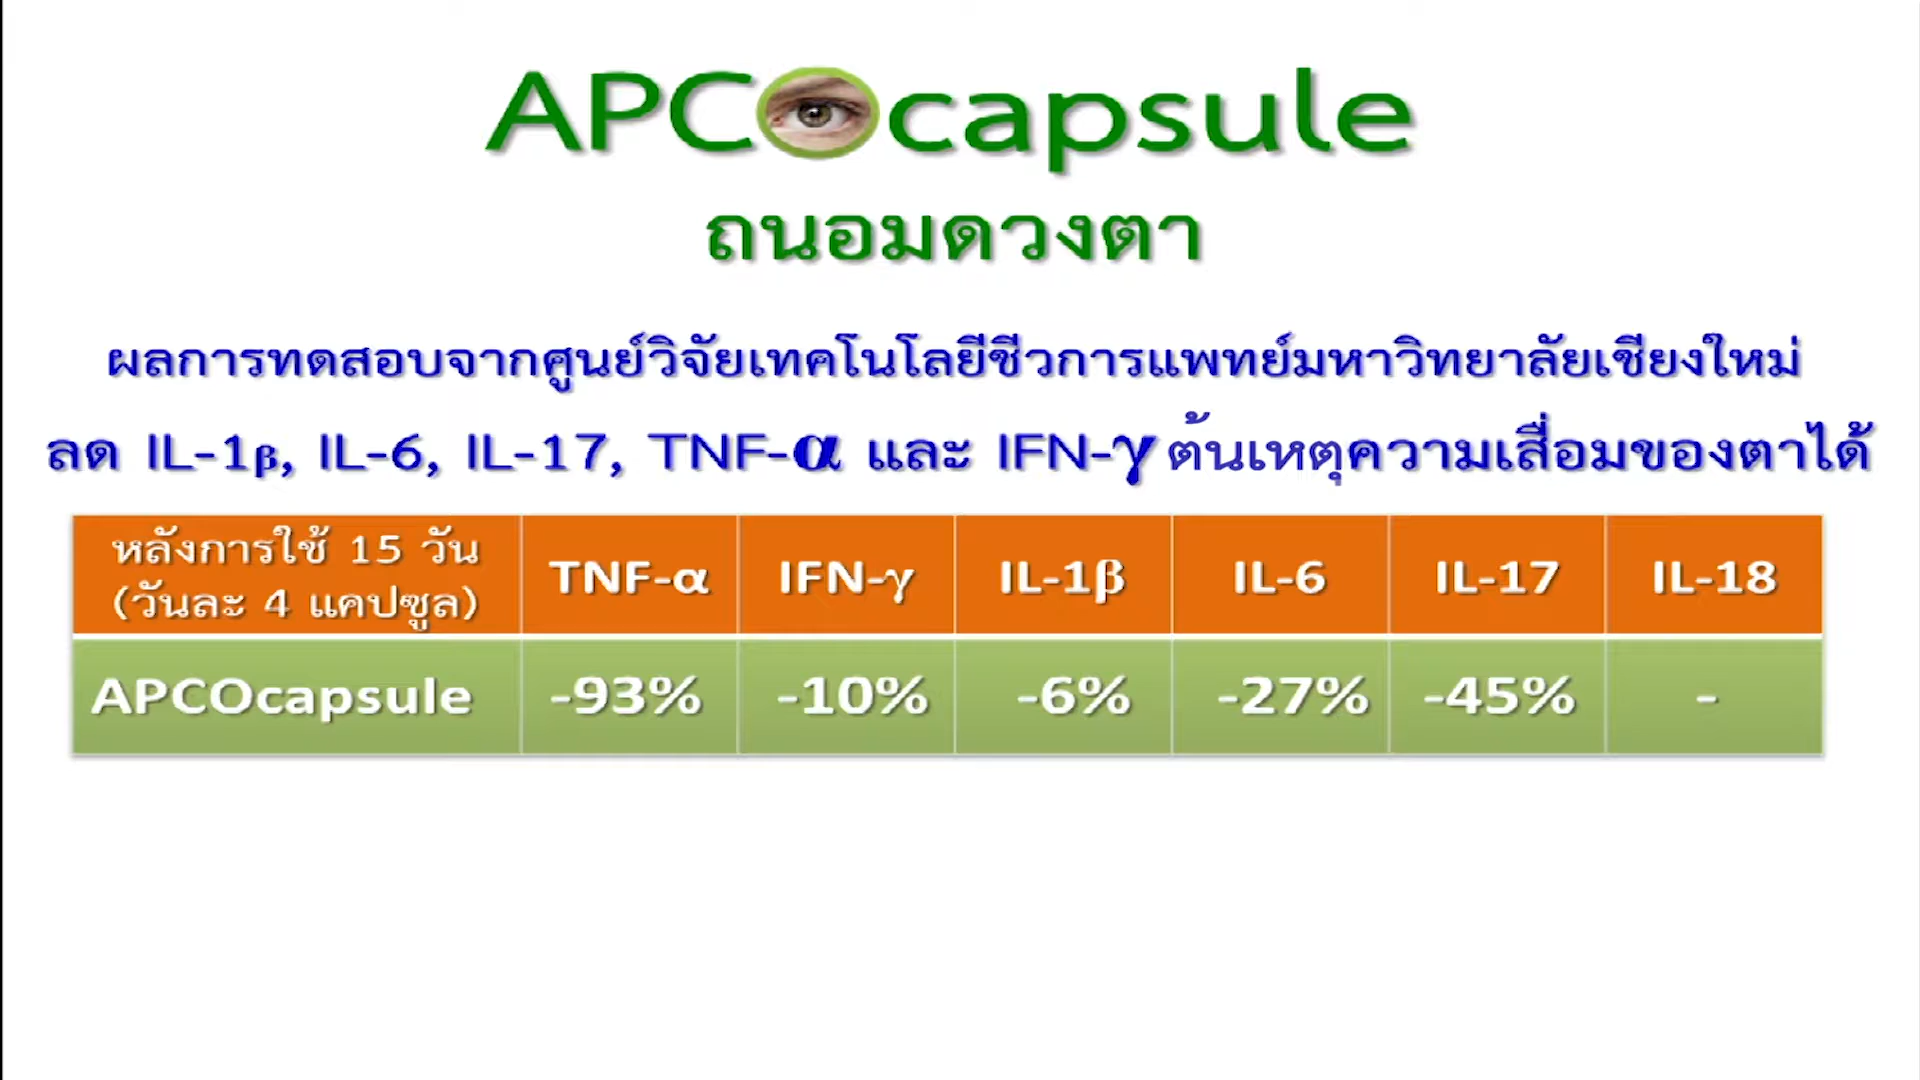 APCOcapsule
ถนอมดวงตา
ผลการทดสอบจากศูนย์วิจัยเทคโนโลยีชีวการแพทย์มหาวิทยาลัยเชียงใหม่
ลด IL-1β, IL-6, IL-17, TNF-α และ IFN-γ ต้นเหตุความเสื่อมของตาได้
หลังการใช้ 15 วัน
(วันละ 4 แคปซูล)
TNF-α IFN-γ IL-1β IL-6 IL-17 IL-18
APCOcapsule -93% -10% -6% -27% -45% -